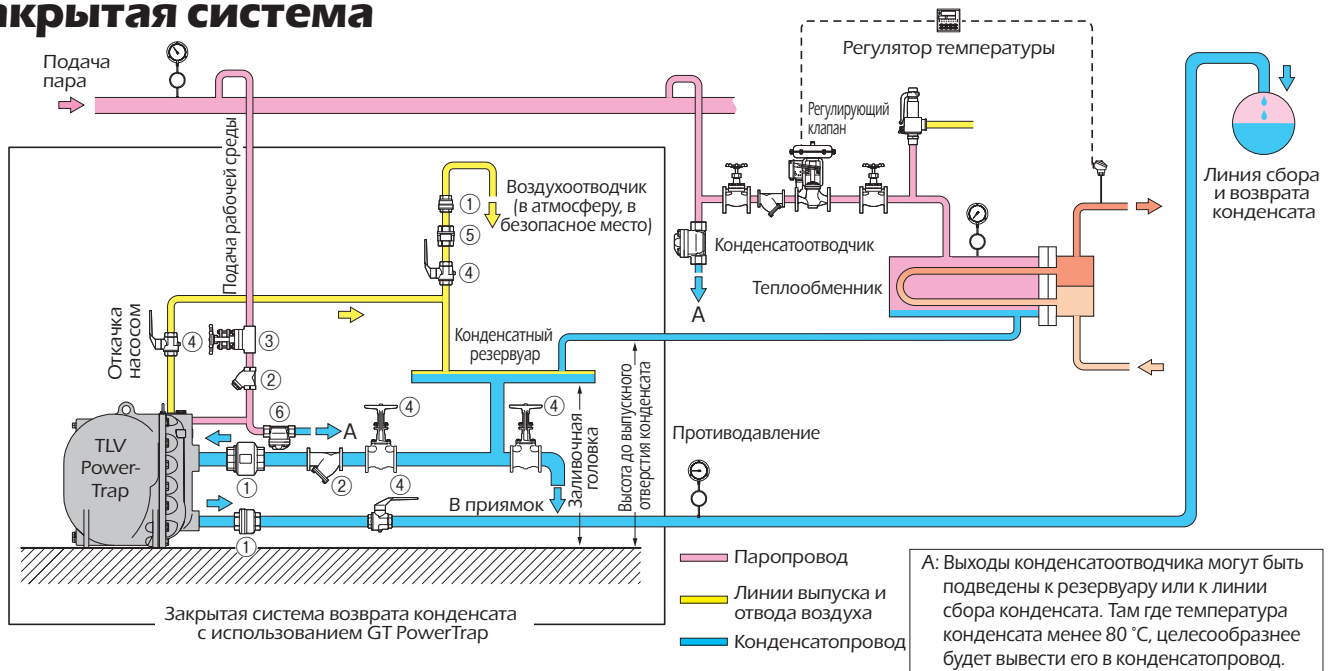 акрытая система
Подача
пара
Регулятор температуры
Регулирующий
клапан
Линия сбора
и возврата
конденсата
Подача рабочей среды
①
Воздухоотводчик
(в атмосферу, в
безопасное место)
⑤
④
Конденсатоотводчик
A
Теплообменник
Откачка
насосом
④
③
②
Конденсатный
резервуар
⑥
A
④
④
TLV
Power-
Trap
①
②
④
①
В приямок
Заливочная
головка
Высота до выпускного
отверстия конденсата
Противодавление
Закрытая система возврата конденсата
с использованием GT PowerTrap
Паропровод
Линии выпуска и
отвода воздуха
Конденсатопровод
A: Выходы конденсатоотводчика могут быть
подведены к резервуару или к линии
сбора конденсата. Там где температура
конденсата менее 80 ˚C, целесообразнее
будет вывести его в конденсатопровод.